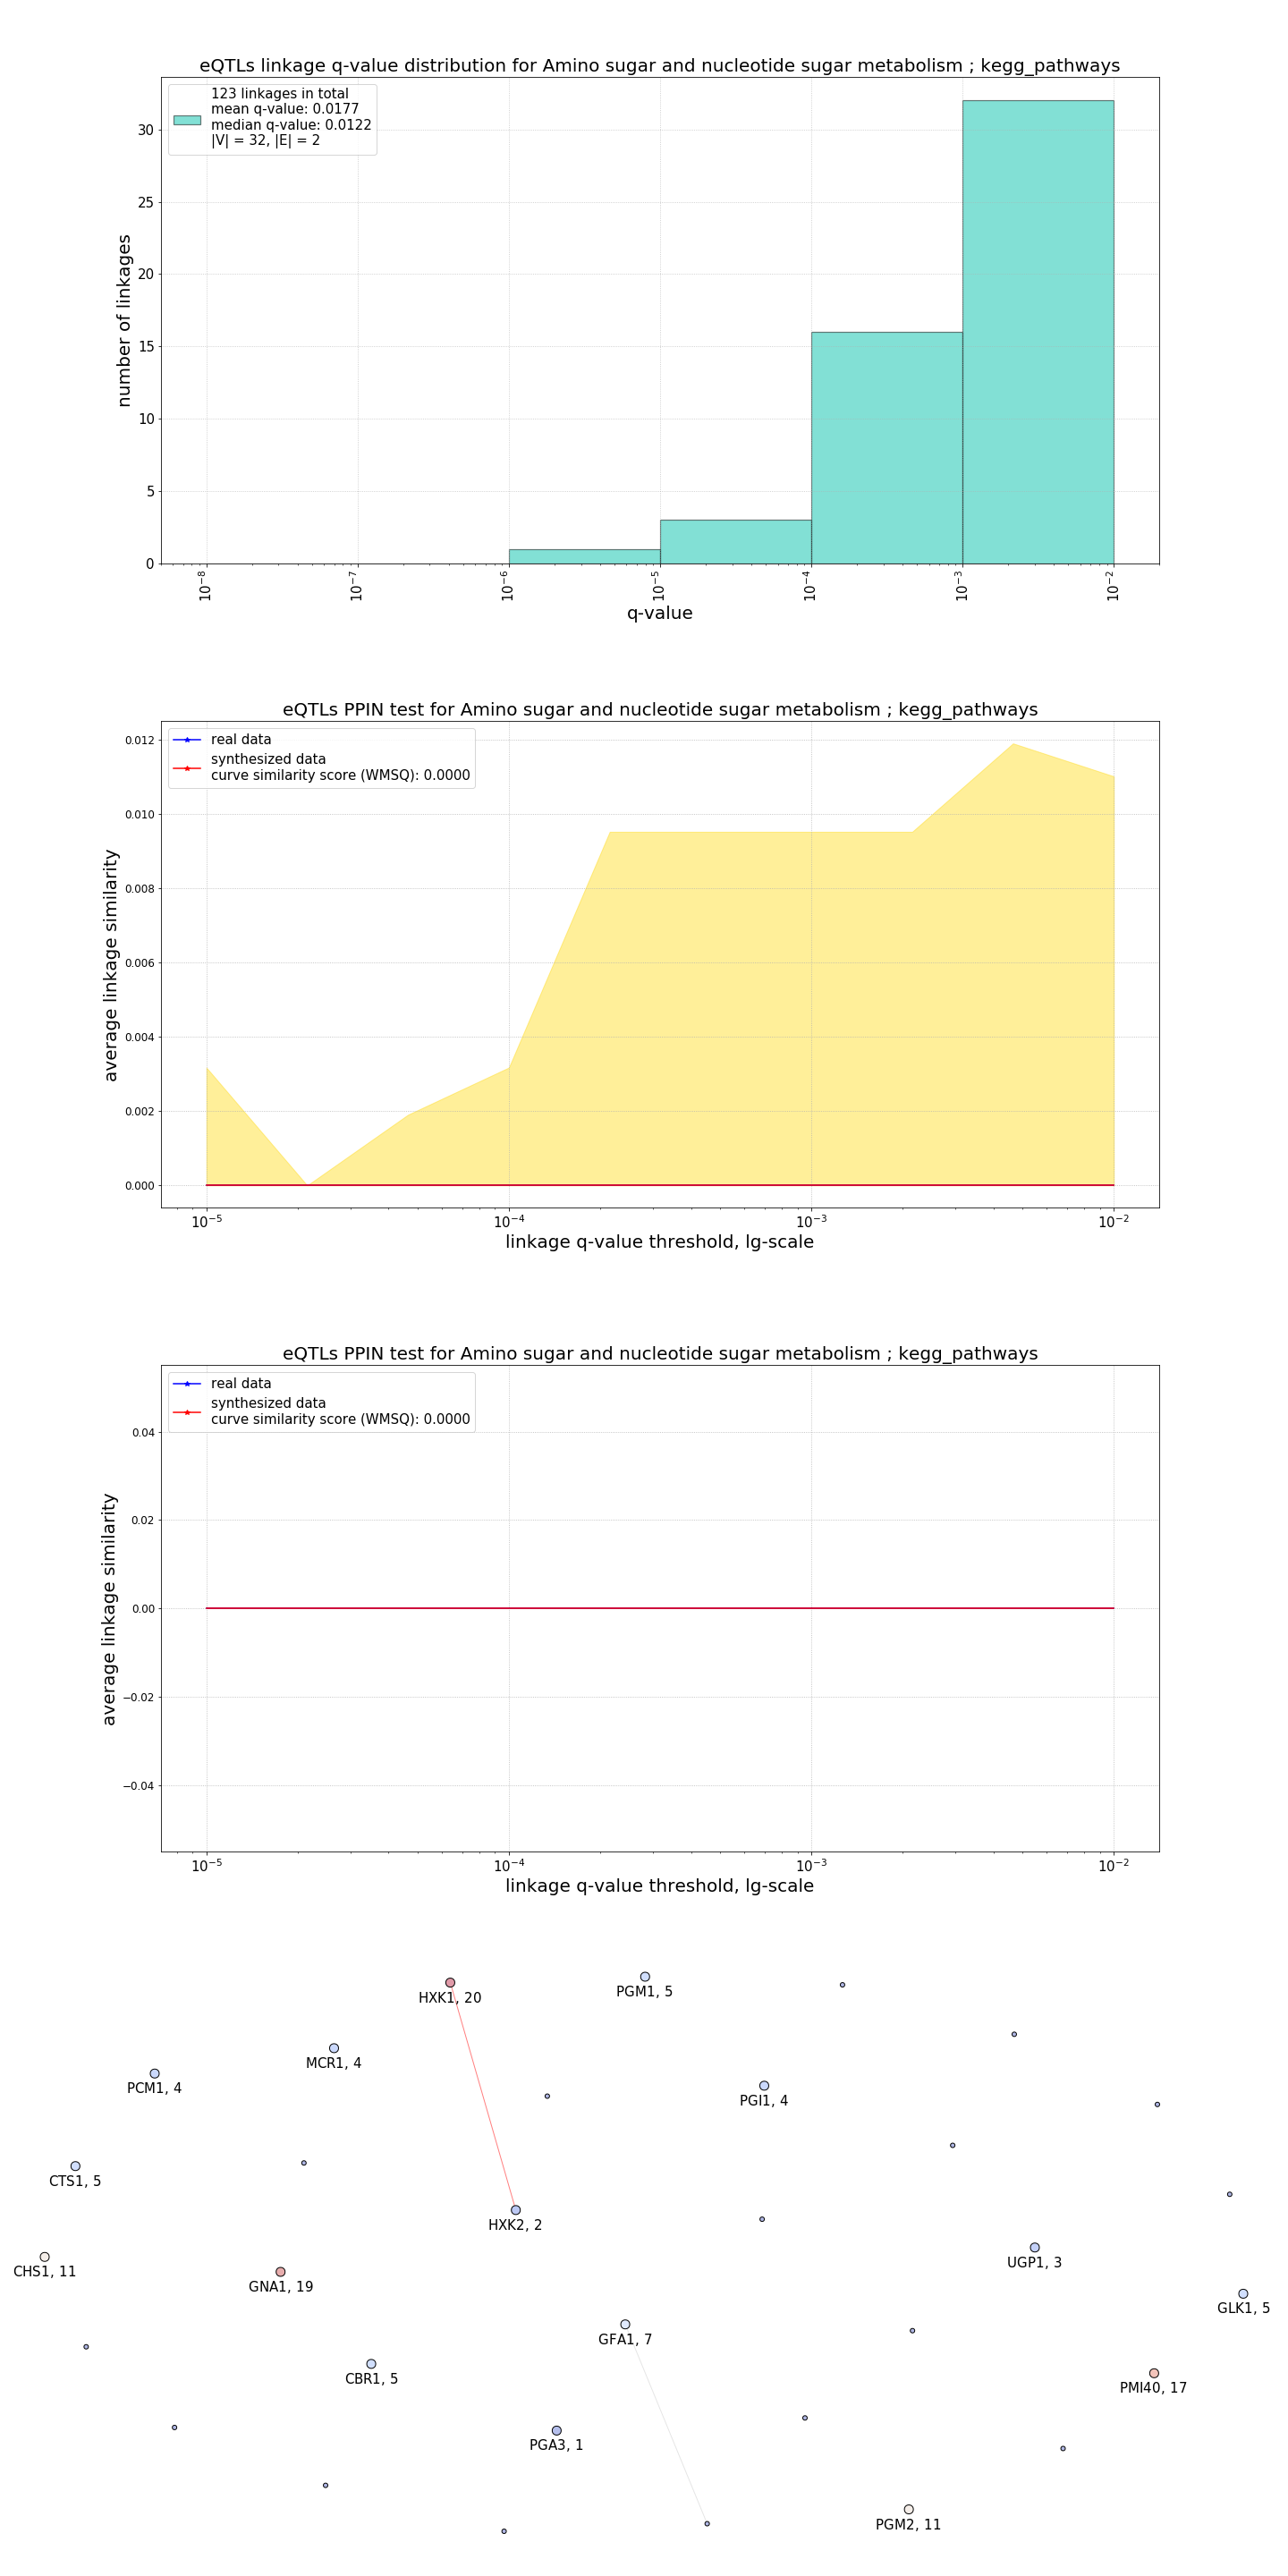 eQTLs linkage q-value distribution for Amino sugar and nucleotide sugar metabolism ; kegg_pathways
123 linkages in total
mean q-value: 0.0177
median q-value: 0.0122
|V| = 32, |E| = 2
number of linkages
30
25
20
15
10
5
0
10^-8
10^-7
10^-6
10^-5
10^-4
10^-3
10^-2
q-value
eQTLs PPIN test for Amino sugar and nucleotide sugar metabolism ; kegg_pathways
real data
synthesized data
curve similarity score (WMSQ): 0.0000
average linkage similarity
0.012
0.010
0.008
0.006
0.004
0.002
0.000
10^-5
10^-4
10^-3
10^-2
linkage q-value threshold, lg-scale
eQTLs PPIN test for Amino sugar and nucleotide sugar metabolism ; kegg_pathways
real data
synthesized data
curve similarity score (WMSQ): 0.0000
average linkage similarity
0.04
0.02
0.00
−0.02
−0.04
10^-5
10^-4
10^-3
10^-2
linkage q-value threshold, lg-scale
HXK1, 20
PGM1, 5
MCR1, 4
PCM1, 4
PGI1, 4
CTS1, 5
HXK2, 2
UGP1, 3
CHS1, 11
GNA1, 19
GLK1, 5
GFA1, 7
CBR1, 5
PMI40, 17
PGA3, 1
PGM2, 11